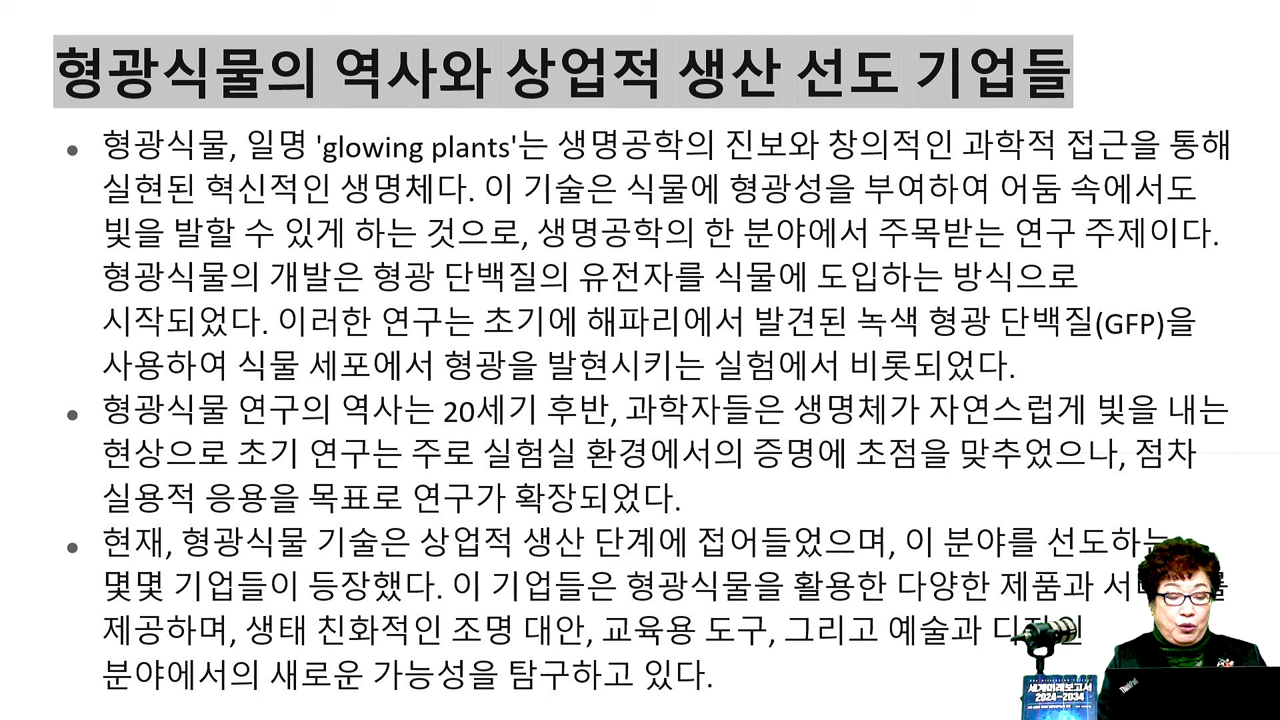 형광식물의 역사와 상업적 생산 선도 기업들
• 형광식물, 일명 'glowing plants'는 생명공학의 진보와 창의적인 과학적 접근을 통해
실현된 혁신적인 생명체다. 이 기술은 식물에 형광성을 부여하여 어둠 속에서도
빛을 발할 수 있게 하는 것으로, 생명공학의 한 분야에서 주목받는 연구 주제이다.
형광식물의 개발은 형광 단백질의 유전자를 식물에 도입하는 방식으로
시작되었다. 이러한 연구는 초기에 해파리에서 발견된 녹색 형광 단백질(GFP)을
사용하여 식물 세포에서 형광을 발현시키는 실험에서 비롯되었다.
• 형광식물 연구의 역사는 20세기 후반, 과학자들은 생명체가 자연스럽게 빛을 내는
현상으로 초기 연구는 주로 실험실 환경에서의 증명에 초점을 맞추었으나, 점차
실용적 응용을 목표로 연구가 확장되었다.
• 현재, 형광식물 기술은 상업적 생산 단계에 접어들었으며, 이 분야를 선도하는
몇몇 기업들이 등장했다. 이 기업들은 형광식물을 활용한 다양한 제품과
제공하며, 생태 친화적인 조명 대안, 교육용 도구, 그리고 예술과
분야에서의 새로운 가능성을 탐구하고 있다.
세계미래보고서
2024-2034
ThinkPad